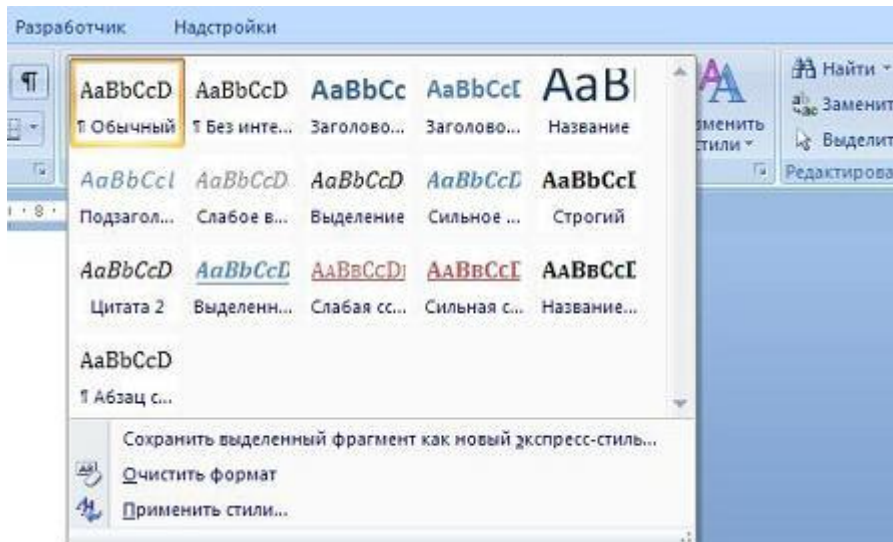 Разработчик Надстройки
AaBbCcD AaBbCcD AaBbCc AaBbCcI AaB
¶ Обычный ¶ Без инте... Заголово... Заголово... Название
AaBbCcI AaBbCcD AaBbCcD AaBbCcD AaBbCcI
Подзагол... Слабое в... Выделение Сильное ... Строгий
AaBbCcD AaBbCcD AaBbCcDi AaBbCcI AaBbCcI
Цитата 2 Выделенн... Слабая сс... Сильная с... Название...
AaBbCcD
¶ Абзац с...
Сохранить выделенный фрагмент как новый экспресс-стиль...
Очистить формат
Применить стили...
Найти
Заменит
Выделит
Редактирова
8